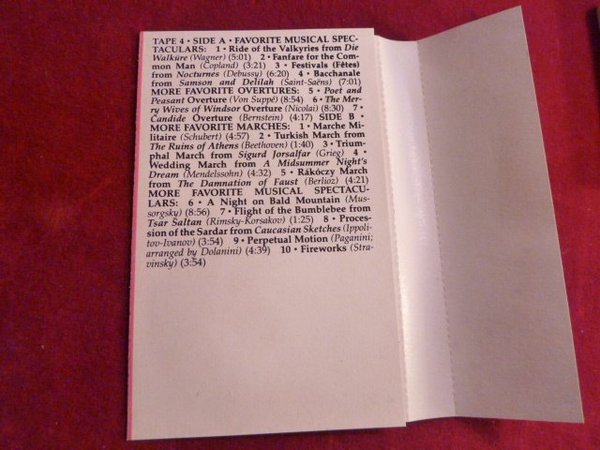 TAPE 4 • SIDE A • FAVORITE MUSICAL SPEC-
TACULARS: 1 • Ride of the Valkyries from Die
Walküre (Wagner) (5:01) 2 • Fanfare for the Com-
mon Man (Copland) (3:21) 3 • Festivals (Fêtes)
from Nocturnes (Debussy) (6:20) 4 • Bacchanale
from Samson and Delilah (Saint-Saëns) (7:01)
MORE FAVORITE OVERTURES: 5 • Poet and
Peasant Overture (Von Suppé) (8:54) 6 • The Mer-
ry Wives of Windsor Overture (Nicolai) (8:30) 7 •
Candide Overture (Bernstein) (4:17) SIDE B •
MORE FAVORITE MARCHES: 1 • Marche Mi-
litaire (Schubert) (4:57) 2 • Turkish March from
The Ruins of Athens (Beethoven) (1:40) 3 • Trium-
phal March from Sigurd Jorsalfar (Grieg) 4 •
Wedding March from A Midsummer Night's
Dream (Mendelssohn) (4:32) 5 • Rákóczy March
from The Damnation of Faust (Berlioz) (4:21)
MORE FAVORITE MUSICAL SPECTACU-
LARS: 6 • A Night on Bald Mountain (Mus-
sorgsky) (8:56) 7 • Flight of the Bumblebee from
Tsar Saltan (Rimsky-Korsakov) (1:25) 8 • Proces-
sion of the Sardar from Caucasian Sketches (Ippoli-
tov-Ivanov) (3:54) 9 • Perpetual Motion (Paganini;
arranged by Dolanini) (4:39) 10 • Fireworks (Stra-
vinsky) (3:54)